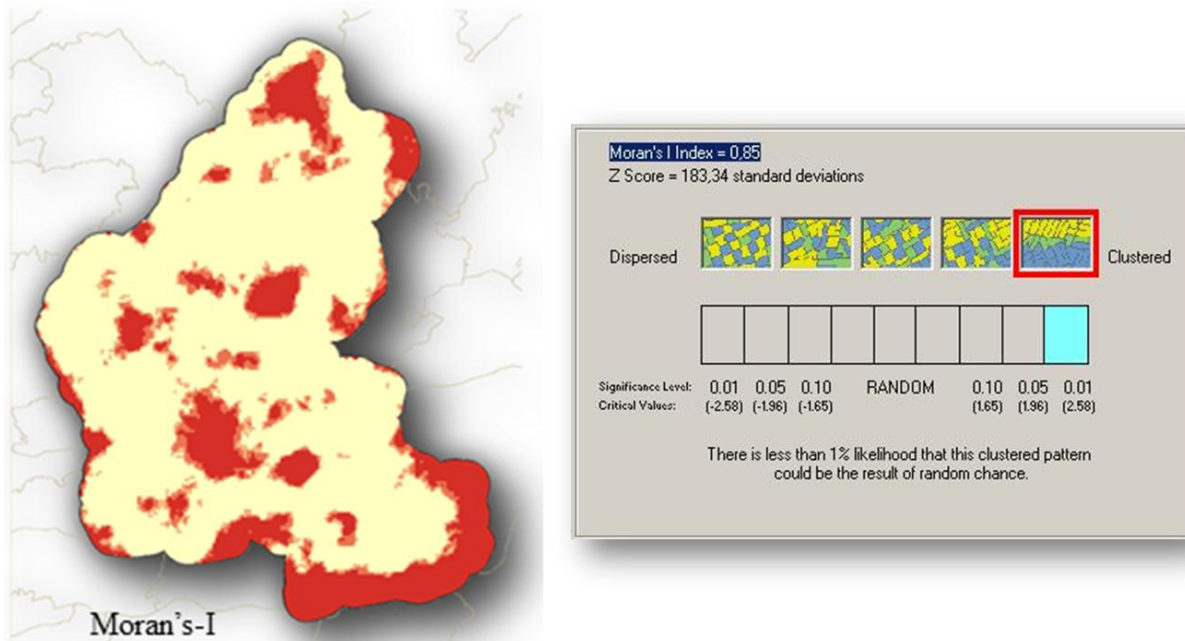 Moran's-I
Moran's I Index = 0,85
Z Score = 183,34 standard deviations
Dispersed
Clustered
Significance Level: 0.01 0.05 0.10 RANDOM 0.10 0.05 0.01
Critical Values: (-2.58) (-1.96) (-1.65) (1.65) (1.96) (2.58)
There is less than 1% likelihood that this clustered pattern
could be the result of random chance.